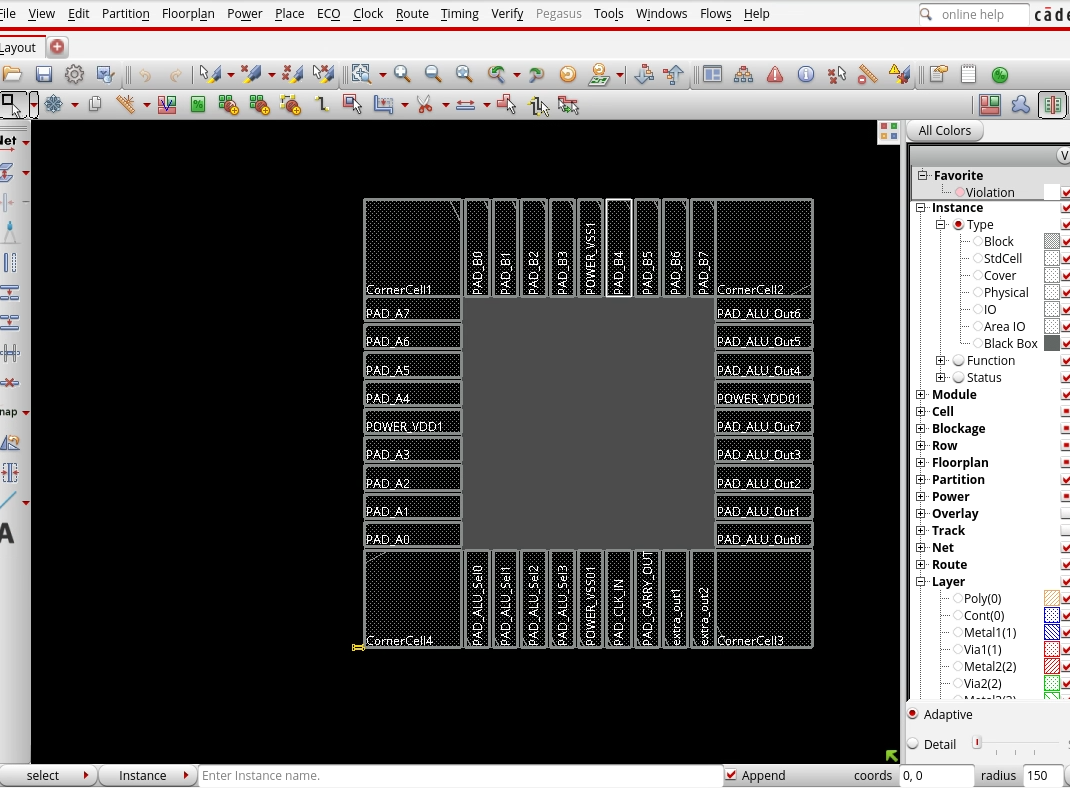 File View Edit Partition Floorplan Power Place ECO Clock Route Timing Verify Pegasus Tools Windows Flows Help
online help
cāde
Layout
Net
All Colors
V
Favorite
Violation
Instance
Type
Block
StdCell
Cover
Physical
IO
Area IO
Black Box
Function
Status
Module
Cell
Blockage
Row
Floorplan
Partition
Power
Overlay
Track
Net
Route
Layer
Poly(0)
Cont(0)
Metal1(1)
Via1(1)
Metal2(2)
Via2(2)
Adaptive
Detail
nap
A
CornerCell1
PAD_B0
PAD_B1
PAD_B2
PAD_B3
POWER_VSS1
PAD_B4
PAD_B5
PAD_B6
PAD_B7
CornerCell2
PAD_A7
PAD_A6
PAD_A5
PAD_A4
POWER_VDD1
PAD_A3
PAD_A2
PAD_A1
PAD_A0
PAD_ALU_Out6
PAD_ALU_Out5
PAD_ALU_Out4
POWER_VDD01
PAD_ALU_Out7
PAD_ALU_Out3
PAD_ALU_Out2
PAD_ALU_Out1
PAD_ALU_Out0
CornerCell4
PAD_ALU_Sel0
PAD_ALU_Sel1
PAD_ALU_Sel2
PAD_ALU_Sel3
POWER_VSS01
PAD_CLK_IN
PAD_CARRY_OUT
extra_out1
extra_out2
CornerCell3
select Instance Enter Instance name. Append coords 0, 0 radius 150